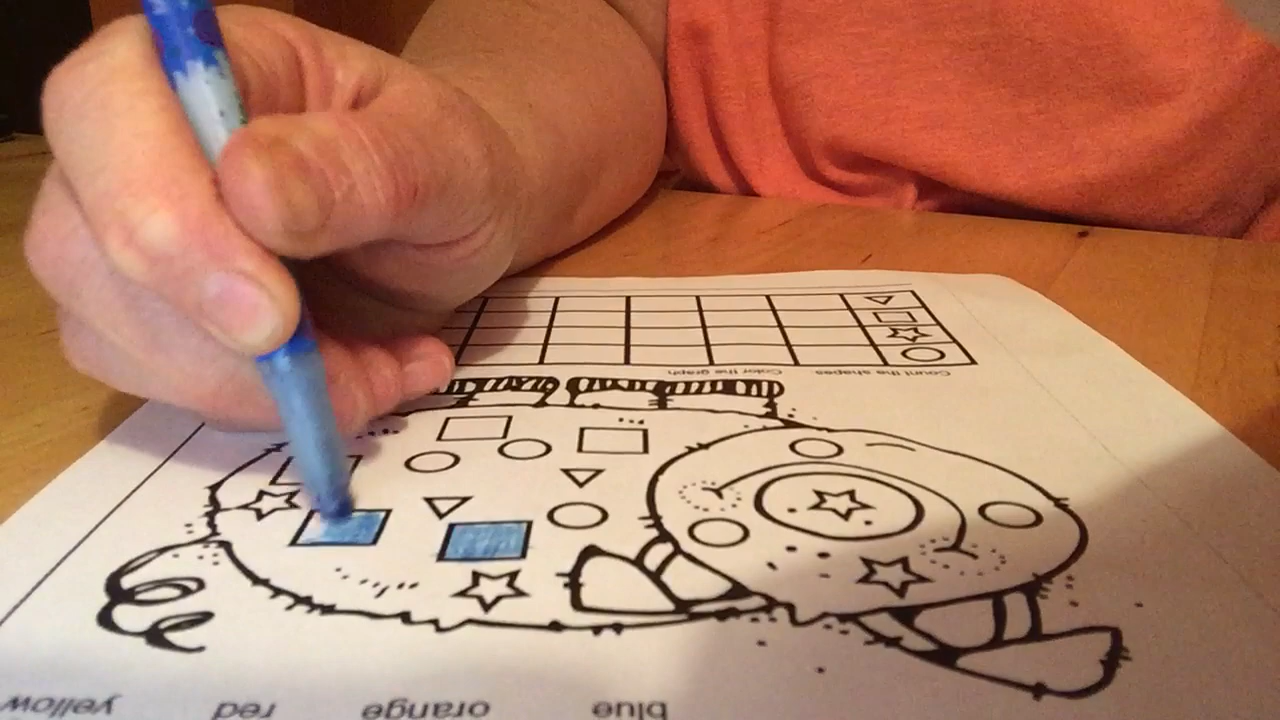 blue orange red yellow
Count the shapes Color the graph